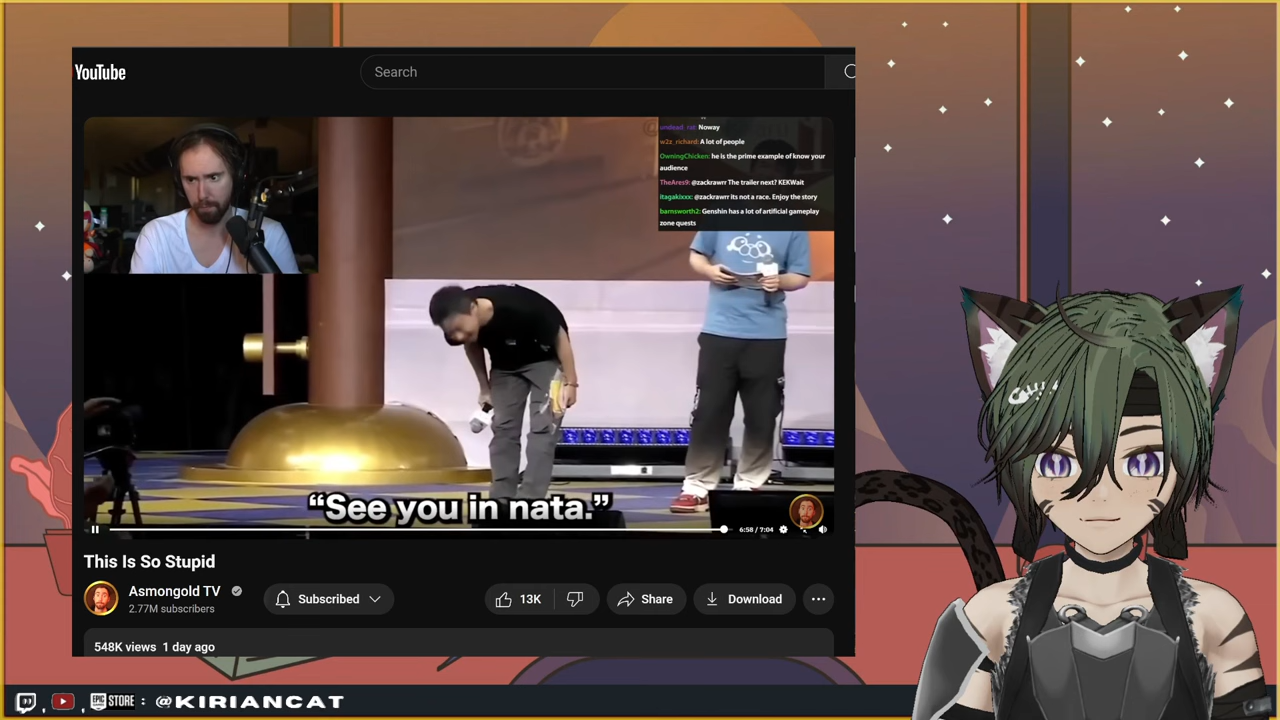 YouTube
Search
undead_rat: Noway
w2z_richard: A lot of people
OwningChicken: he is the prime example of know your
audience
TheAres9: @zackrawrr The trailer next? KEKWait
itagakixxx: @zackrawrr its not a race. Enjoy the story
barnsworth2: Genshin has a lot of artificial gameplay
zone quests
“See you in nata.”
6:58 / 7:04
This Is So Stupid
Asmongold TV
2.77M subscribers
Subscribed
13K
Share
Download
548K views 1 day ago
, , EPIC STORE : @KIRIANCAT